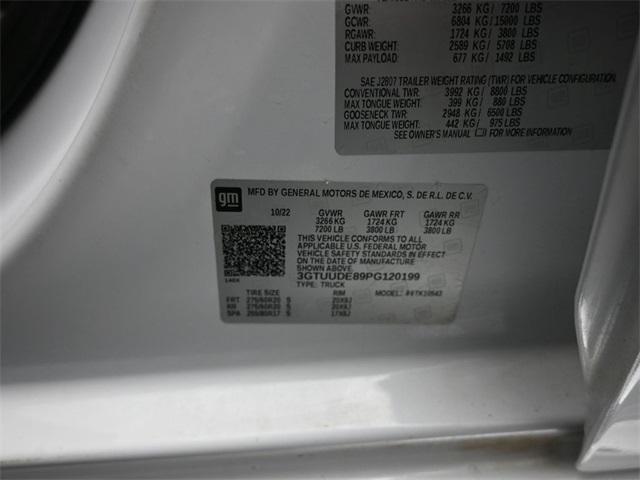 GVWR: 3266 KG / 7200 LBS
GCWR: 6804 KG / 15000 LBS
RGAWR: 1724 KG / 3800 LBS
CURB WEIGHT: 2589 KG / 5708 LBS
MAX PAYLOAD: 677 KG / 1492 LBS
SAE J2807 TRAILER WEIGHT RATING (TWR) FOR VEHICLE CONFIGURATION
CONVENTIONAL TWR: 3992 KG / 8800 LBS
MAX TONGUE WEIGHT: 399 KG / 880 LBS
GOOSENECK TWR: 2948 KG / 6500 LBS
MAX TONGUE WEIGHT: 442 KG / 975 LBS
SEE OWNER'S MANUAL FOR MORE INFORMATION
gm MFD BY GENERAL MOTORS DE MEXICO, S. DE R.L. DE C.V.
10/22 GVWR GAWR FRT GAWR RR
3266 KG 1724 KG 1724 KG
7200 LB 3800 LB 3800 LB
THIS VEHICLE CONFORMS TO ALL
APPLICABLE U.S. FEDERAL MOTOR
VEHICLE SAFETY STANDARDS IN EFFECT
ON THE DATE OF MANUFACTURE
SHOWN ABOVE.
3GTUUDE89PG120199
TYPE: TRUCK
TIRE SIZE RIM MODEL:
FRT 275/60R20 S 20X9J
RR 275/60R20 S 20X9J
SPA 255/80R17 S 17X8J